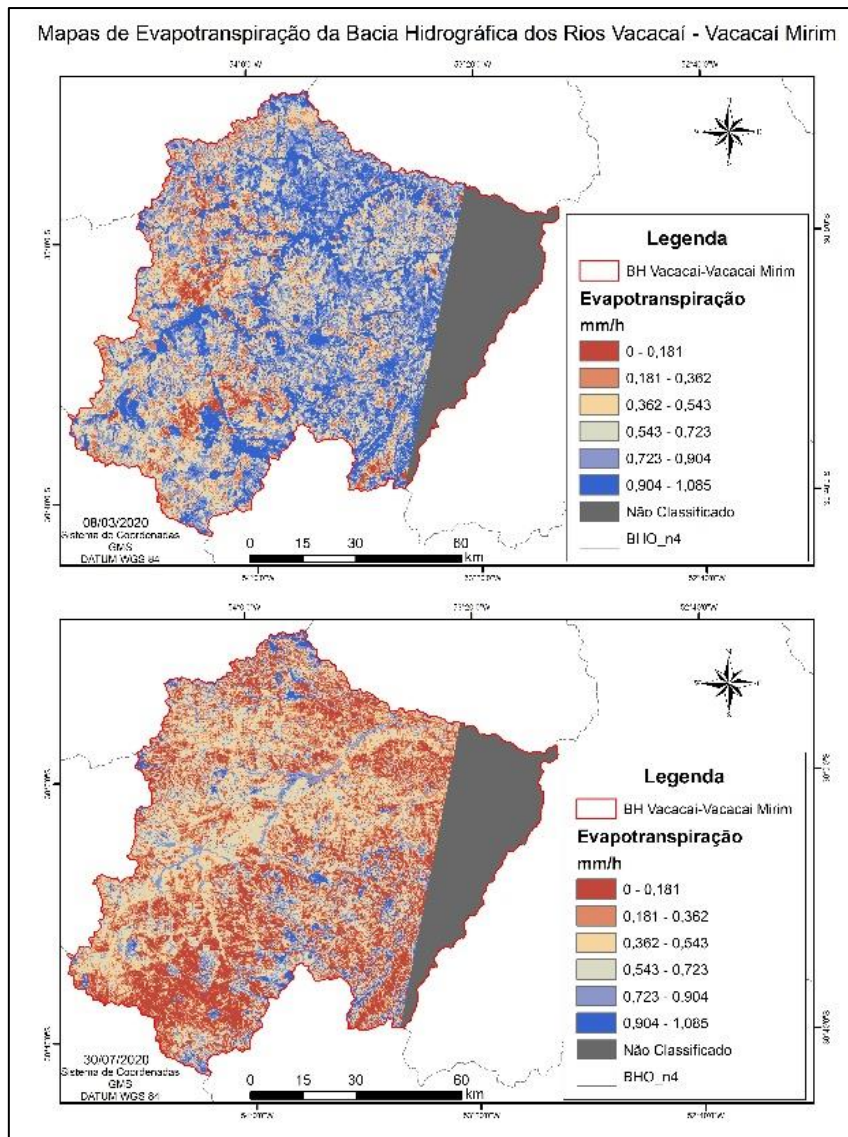 Mapas de Evapotranspiração da Bacia Hidrográfica dos Rios Vacacaí - Vacacaí Mirim
Legenda
BH Vacacai-Vacacai Mirim
Evapotranspiração
mm/h
0 - 0,181
0,181 - 0,362
0,362 - 0,543
0,543 - 0,723
0,723 - 0,904
0,904 - 1,085
Não Classificado
BHO_n4
08/03/2020
Sistema de Coordenadas
GMS
DATUM WGS 84
0 15 30 60
km
Legenda
BH Vacacai-Vacacai Mirim
Evapotranspiração
mm/h
0 - 0,181
0,181 - 0,362
0,362 - 0,543
0,543 - 0,723
0,723 - 0,904
0,904 - 1,085
Não Classificado
BHO_n4
30/07/2020
Sistema de Coordenadas
GMS
DATUM WGS 84
0 15 30 60
km